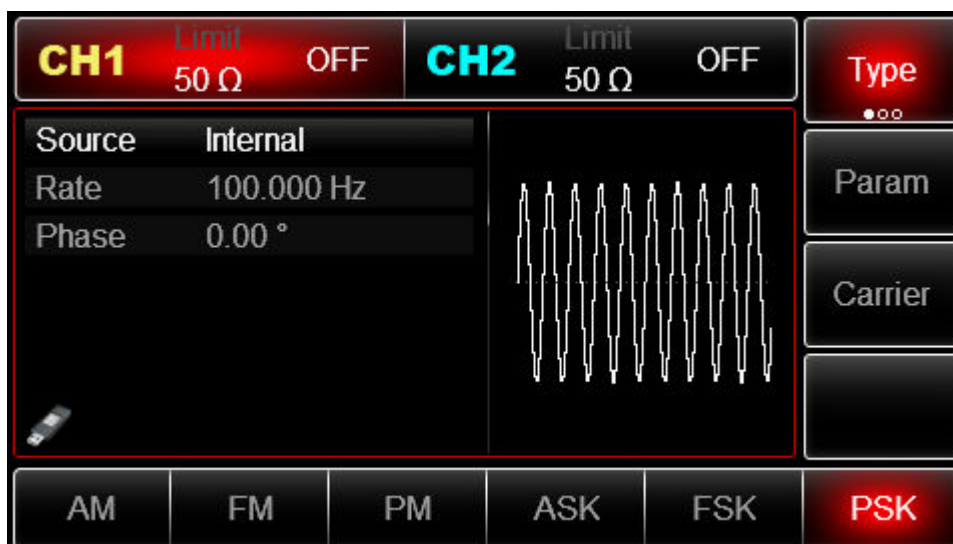 CH1 Limit 50 Ω OFF CH2 Limit 50 Ω OFF
Type
Source Internal
Rate 100.000 Hz
Phase 0.00 °
Param
Carrier
AM FM PM ASK FSK PSK